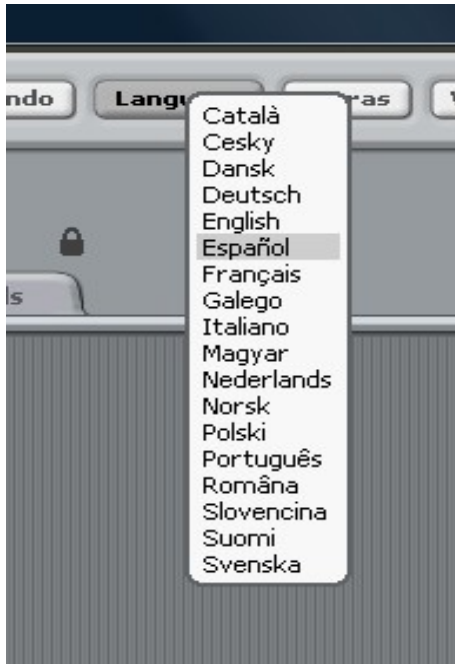 ndo
Langu
ras
Català
Cesky
Dansk
Deutsch
English
Español
Français
Galego
Italiano
Magyar
Nederlands
Norsk
Polski
Português
Româna
Slovencina
Suomi
Svenska
ls